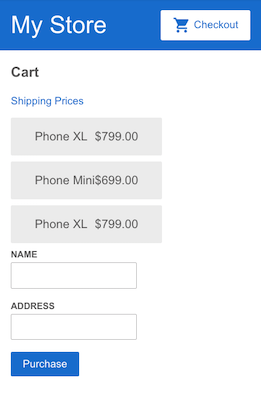 My Store
Checkout
Cart
Shipping Prices
Phone XL $799.00
Phone Mini$699.00
Phone XL $799.00
NAME
ADDRESS
Purchase